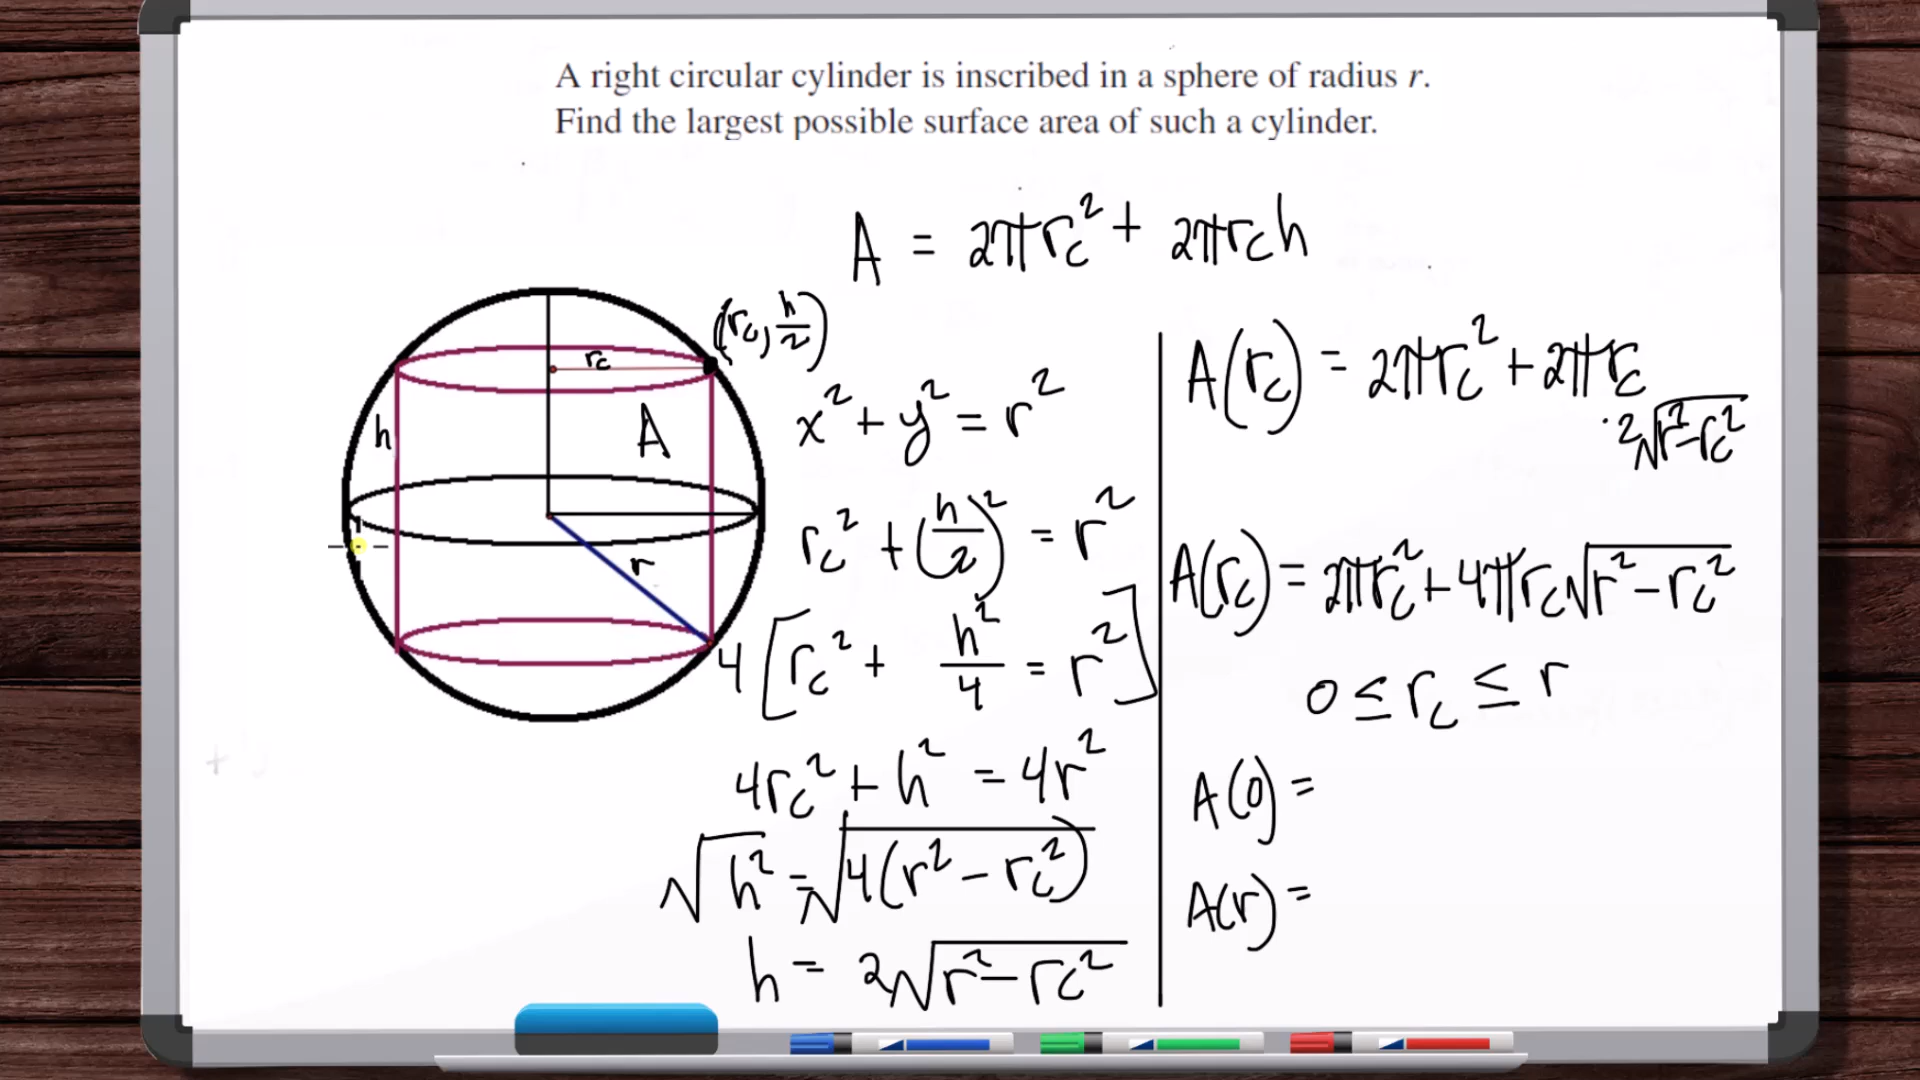 A right circular cylinder is inscribed in a sphere of radius r.
Find the largest possible surface area of such a cylinder.
A = 2πr_c² + 2πr_c h
(r_c, h/2)
r_c
h
A
r
x² + y² = r²
r_c² + (h/2)² = r²
4[r_c² + h²/4 = r²]
4r_c² + h² = 4r²
√h² = √4(r² − r_c²)
h = 2√r² − r_c²
A(r_c) = 2πr_c² + 2πr_c
· 2√r² − r_c²
A(r_c) = 2πr_c² + 4πr_c√r² − r_c²
0 ≤ r_c ≤ r
A(0) =
A(r) =